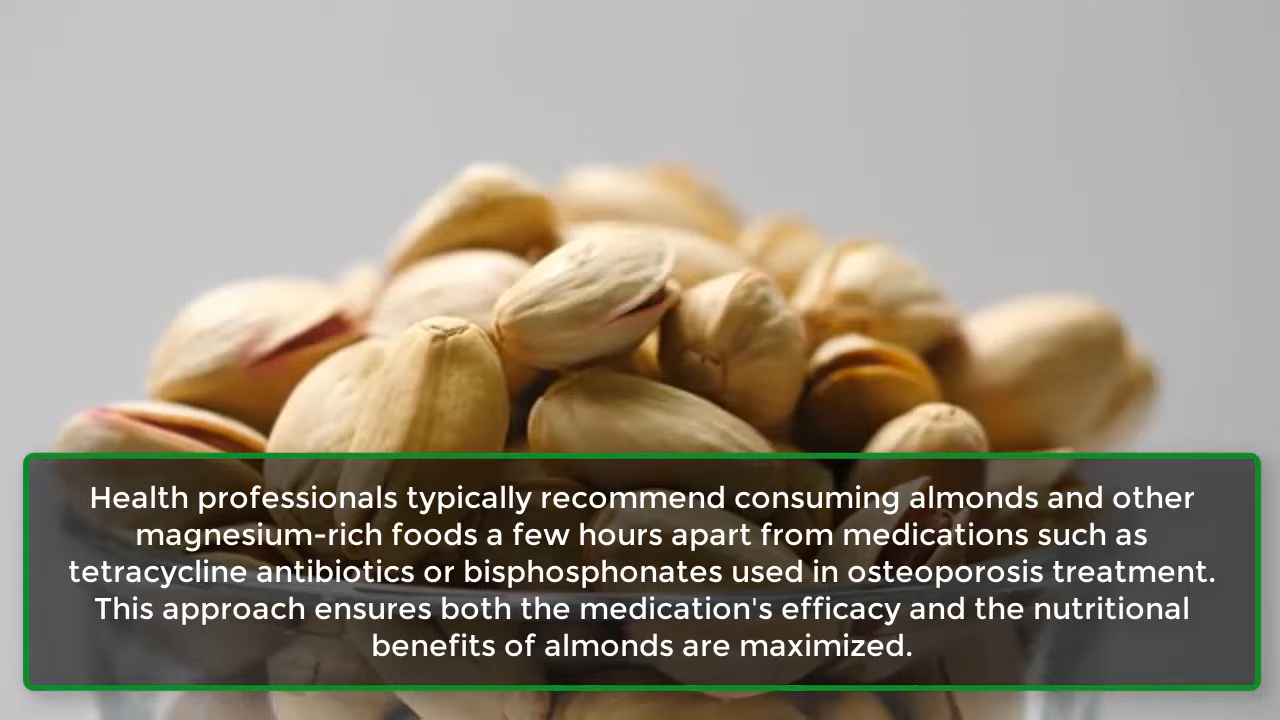 Health professionals typically recommend consuming almonds and other
magnesium-rich foods a few hours apart from medications such as
tetracycline antibiotics or bisphosphonates used in osteoporosis treatment.
This approach ensures both the medication's efficacy and the nutritional
benefits of almonds are maximized.